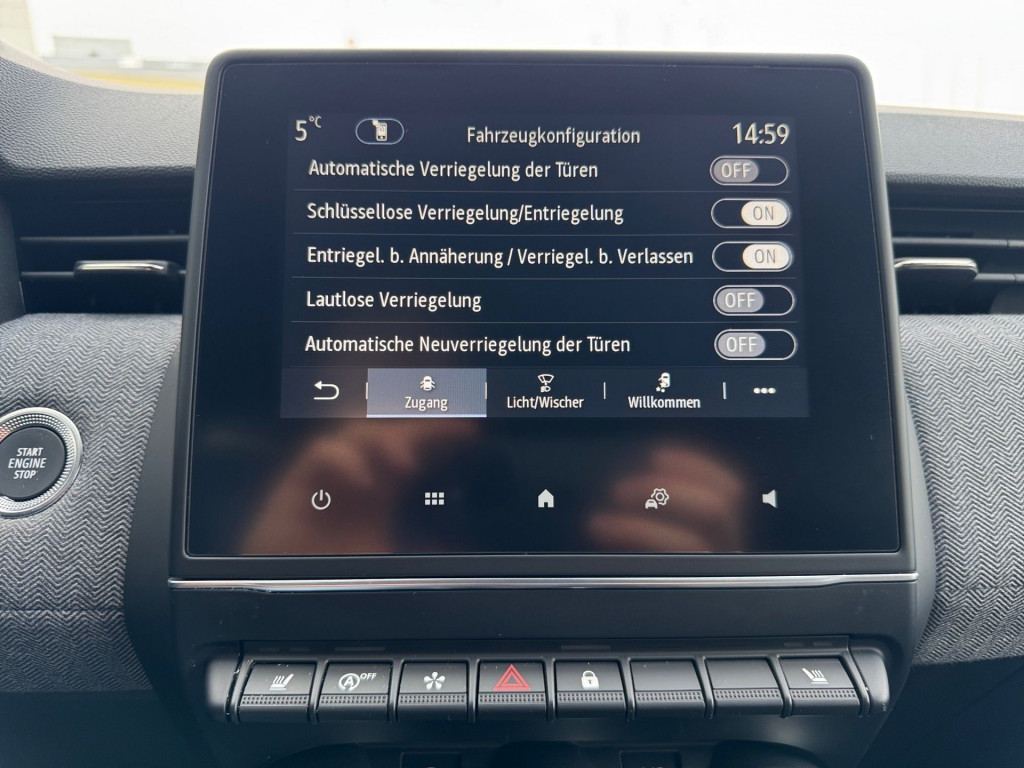 5°C Fahrzeugkonfiguration 14:59
Automatische Verriegelung der Türen OFF
Schlüssellose Verriegelung/Entriegelung ON
Entriegel. b. Annäherung / Verriegel. b. Verlassen ON
Lautlose Verriegelung OFF
Automatische Neuverriegelung der Türen OFF
Zugang Licht/Wischer Willkommen
START
ENGINE
STOP
A OFF